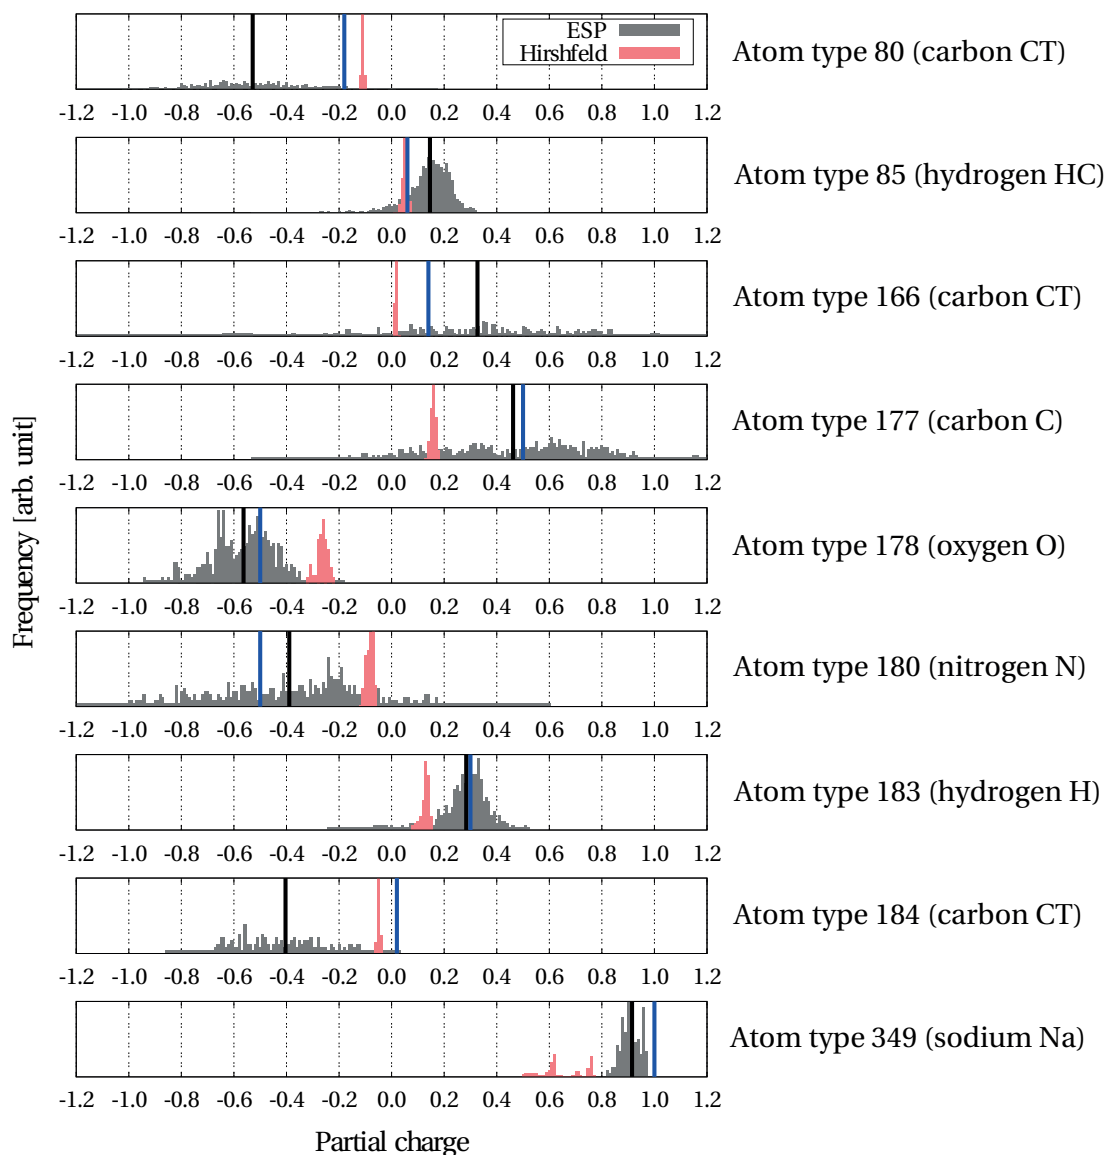 ESP
Hirshfeld
Atom type 80 (carbon CT)
-1.2 -1.0 -0.8 -0.6 -0.4 -0.2 0.0 0.2 0.4 0.6 0.8 1.0 1.2
Atom type 85 (hydrogen HC)
-1.2 -1.0 -0.8 -0.6 -0.4 -0.2 0.0 0.2 0.4 0.6 0.8 1.0 1.2
Atom type 166 (carbon CT)
-1.2 -1.0 -0.8 -0.6 -0.4 -0.2 0.0 0.2 0.4 0.6 0.8 1.0 1.2
Atom type 177 (carbon C)
-1.2 -1.0 -0.8 -0.6 -0.4 -0.2 0.0 0.2 0.4 0.6 0.8 1.0 1.2
Frequency [arb. unit]
Atom type 178 (oxygen O)
-1.2 -1.0 -0.8 -0.6 -0.4 -0.2 0.0 0.2 0.4 0.6 0.8 1.0 1.2
Atom type 180 (nitrogen N)
-1.2 -1.0 -0.8 -0.6 -0.4 -0.2 0.0 0.2 0.4 0.6 0.8 1.0 1.2
Atom type 183 (hydrogen H)
-1.2 -1.0 -0.8 -0.6 -0.4 -0.2 0.0 0.2 0.4 0.6 0.8 1.0 1.2
Atom type 184 (carbon CT)
-1.2 -1.0 -0.8 -0.6 -0.4 -0.2 0.0 0.2 0.4 0.6 0.8 1.0 1.2
Atom type 349 (sodium Na)
-1.2 -1.0 -0.8 -0.6 -0.4 -0.2 0.0 0.2 0.4 0.6 0.8 1.0 1.2
Partial charge